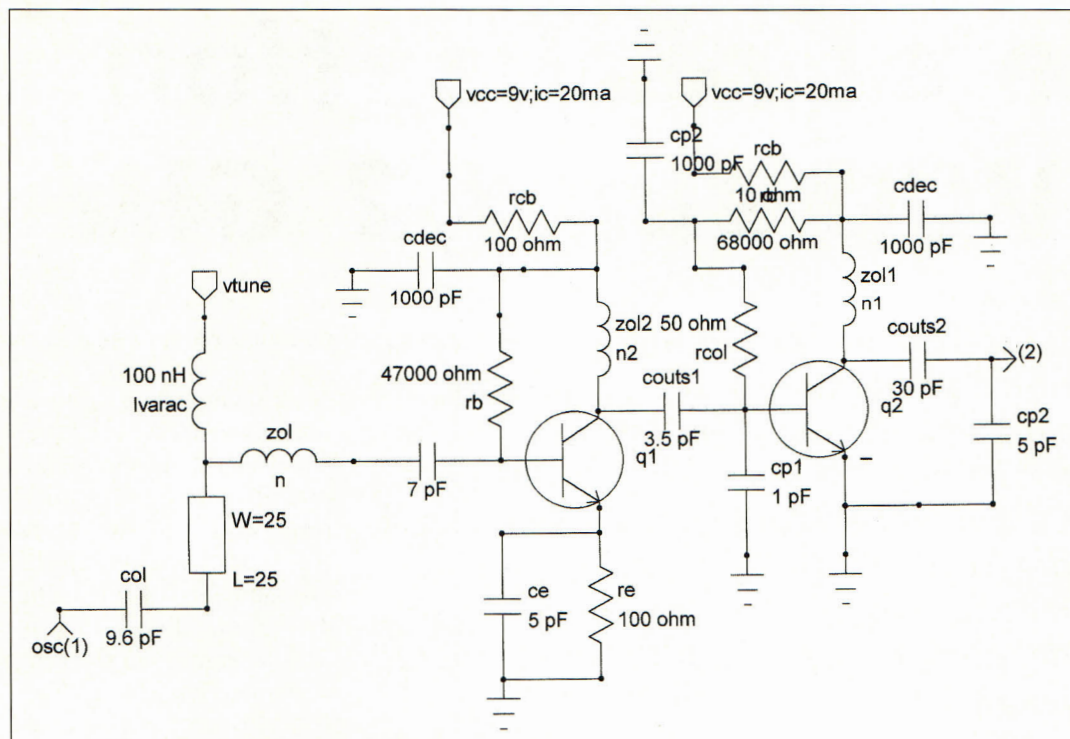 vcc=9v;ic=20ma
vcc=9v;ic=20ma
cp2
1000 pF
rcb
10 ohm
rb
68000 ohm
rcb
100 ohm
cdec
1000 pF
cdec
1000 pF
vtune
zol1
n1
zol2
n2
50 ohm
rcol
100 nH
lvarac
47000 ohm
rb
couts1
3.5 pF
couts2
30 pF
(2)
q2
cp2
5 pF
zol
n
7 pF
q1
cp1
1 pF
W=25
L=25
col
9.6 pF
osc(1)
ce
5 pF
re
100 ohm